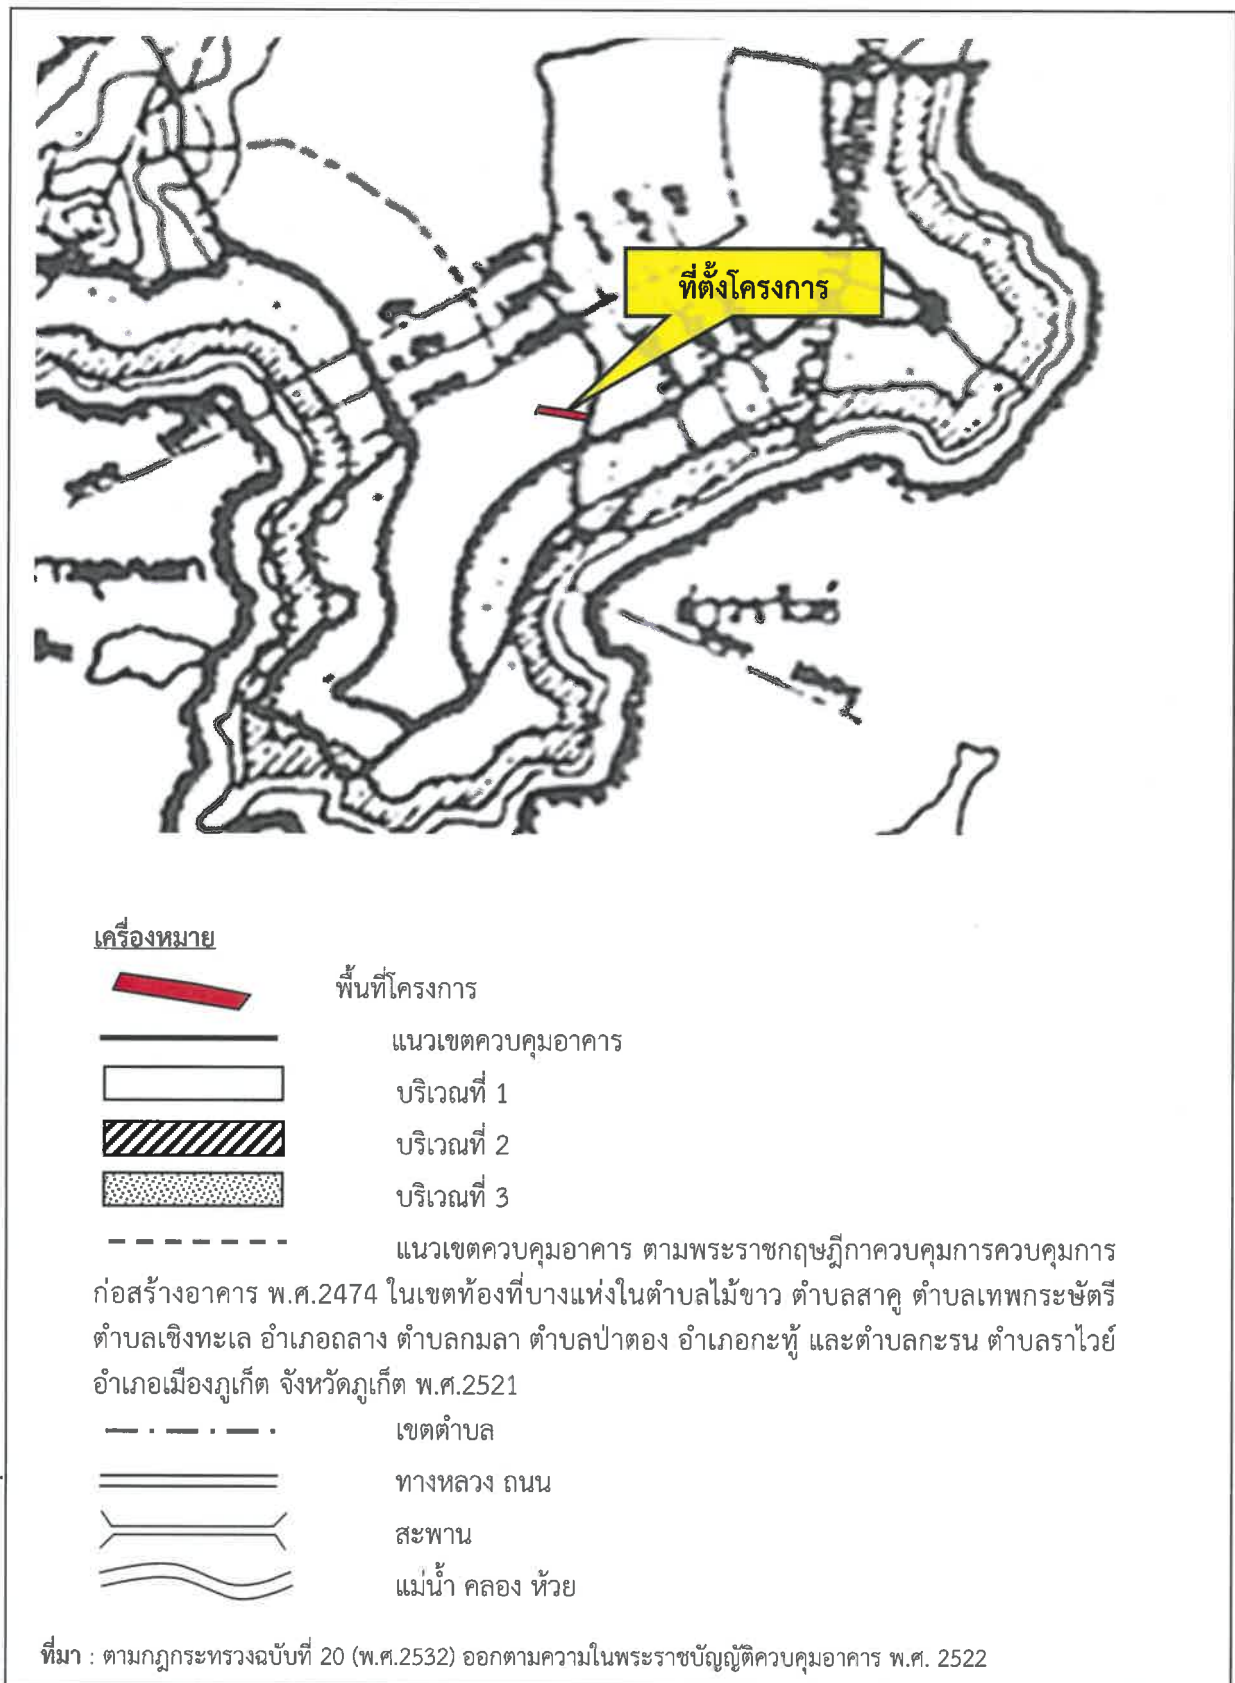 ที่ตั้งโครงการ
เครื่องหมาย
พื้นที่โครงการ
แนวเขตควบคุมอาคาร
บริเวณที่ 1
บริเวณที่ 2
บริเวณที่ 3
แนวเขตควบคุมอาคาร ตามพระราชกฤษฎีกาควบคุมการควบคุมการ
ก่อสร้างอาคาร พ.ศ.2474 ในเขตท้องที่บางแห่งในตำบลไม้ขาว ตำบลสาคู ตำบลเทพกระษัตรี
ตำบลเชิงทะเล อำเภอถลาง ตำบลกมลา ตำบลป่าตอง อำเภอกะทู้ และตำบลกะรน ตำบลราไวย์
อำเภอเมืองภูเก็ต จังหวัดภูเก็ต พ.ศ.2521
เขตตำบล
ทางหลวง ถนน
สะพาน
แม่น้ำ คลอง ห้วย
ที่มา : ตามกฎกระทรวงฉบับที่ 20 (พ.ศ.2532) ออกตามความในพระราชบัญญัติควบคุมอาคาร พ.ศ. 2522